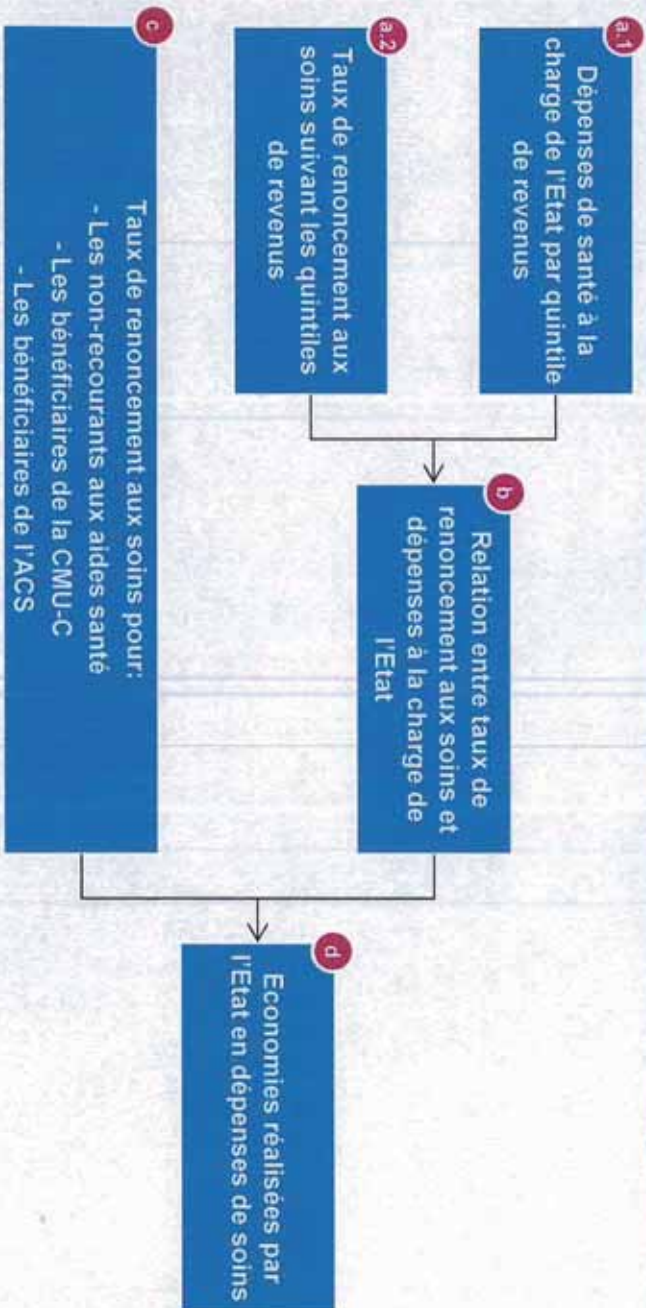 a.1
Dépenses de santé à la
charge de l'Etat par quintile
de revenus
a.2
Taux de renoncement aux
soins suivant les quintiles
de revenus
b
Relation entre taux de
renoncement aux soins et
dépenses à la charge de
l'Etat
c
Taux de renoncement aux soins pour:
- Les non-recourants aux aides santé
- Les bénéficiaires de la CMU-C
- Les bénéficiaires de l'ACS
d
Economies réalisées par
l'Etat en dépenses de soins